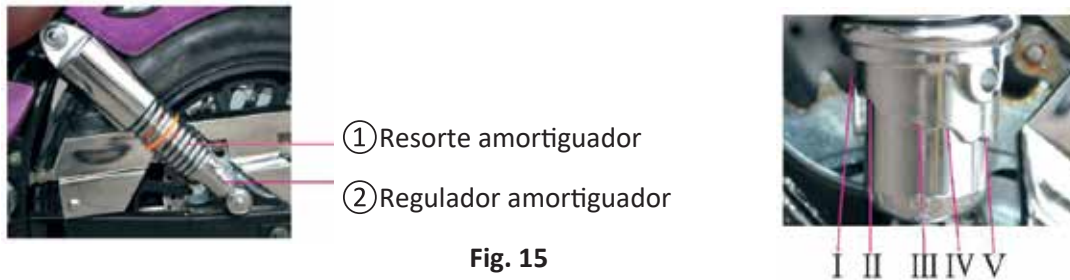 ①Resorte amortiguador
②Regulador amortiguador
Fig. 15
I II III IV V